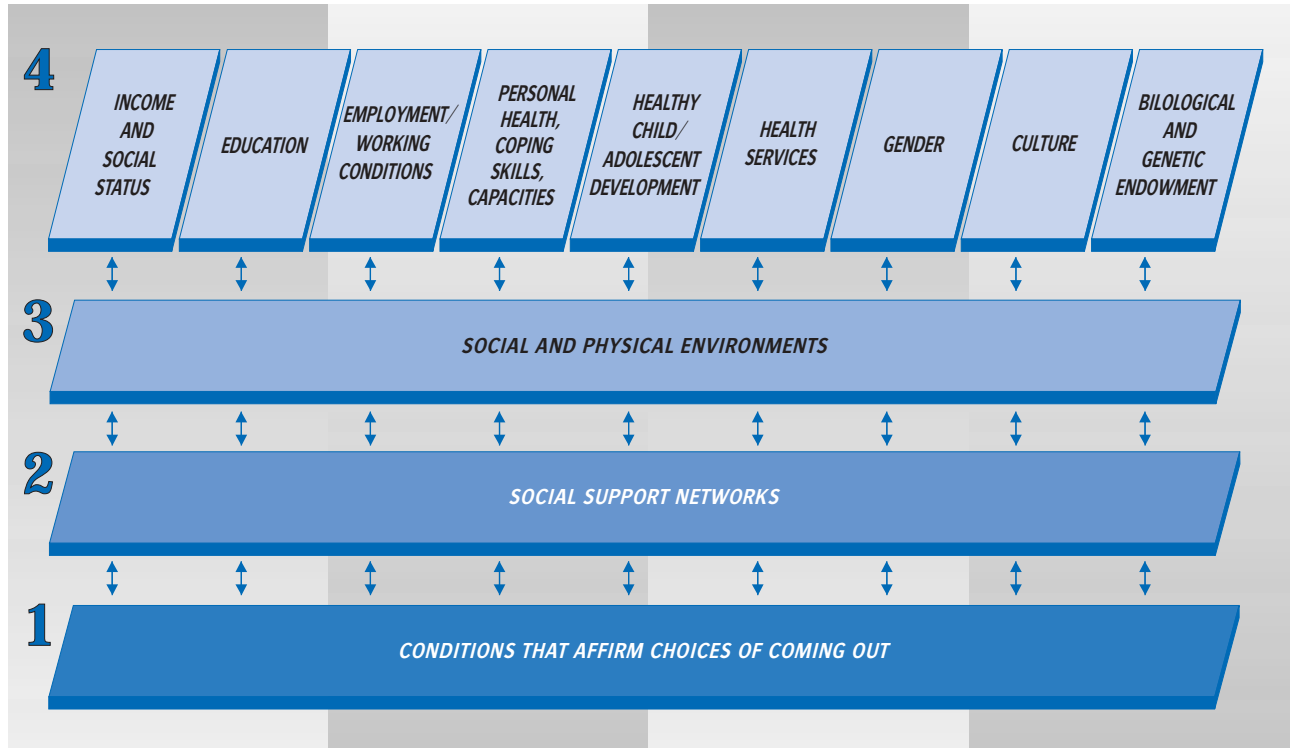 4
INCOME
AND
SOCIAL
STATUS
EDUCATION
EMPLOYMENT/
WORKING
CONDITIONS
PERSONAL
HEALTH,
COPING
SKILLS,
CAPACITIES
HEALTHY
CHILD/
ADOLESCENT
DEVELOPMENT
HEALTH
SERVICES
GENDER
CULTURE
BILOLOGICAL
AND
GENETIC
ENDOWMENT
3
SOCIAL AND PHYSICAL ENVIRONMENTS
2
SOCIAL SUPPORT NETWORKS
1
CONDITIONS THAT AFFIRM CHOICES OF COMING OUT